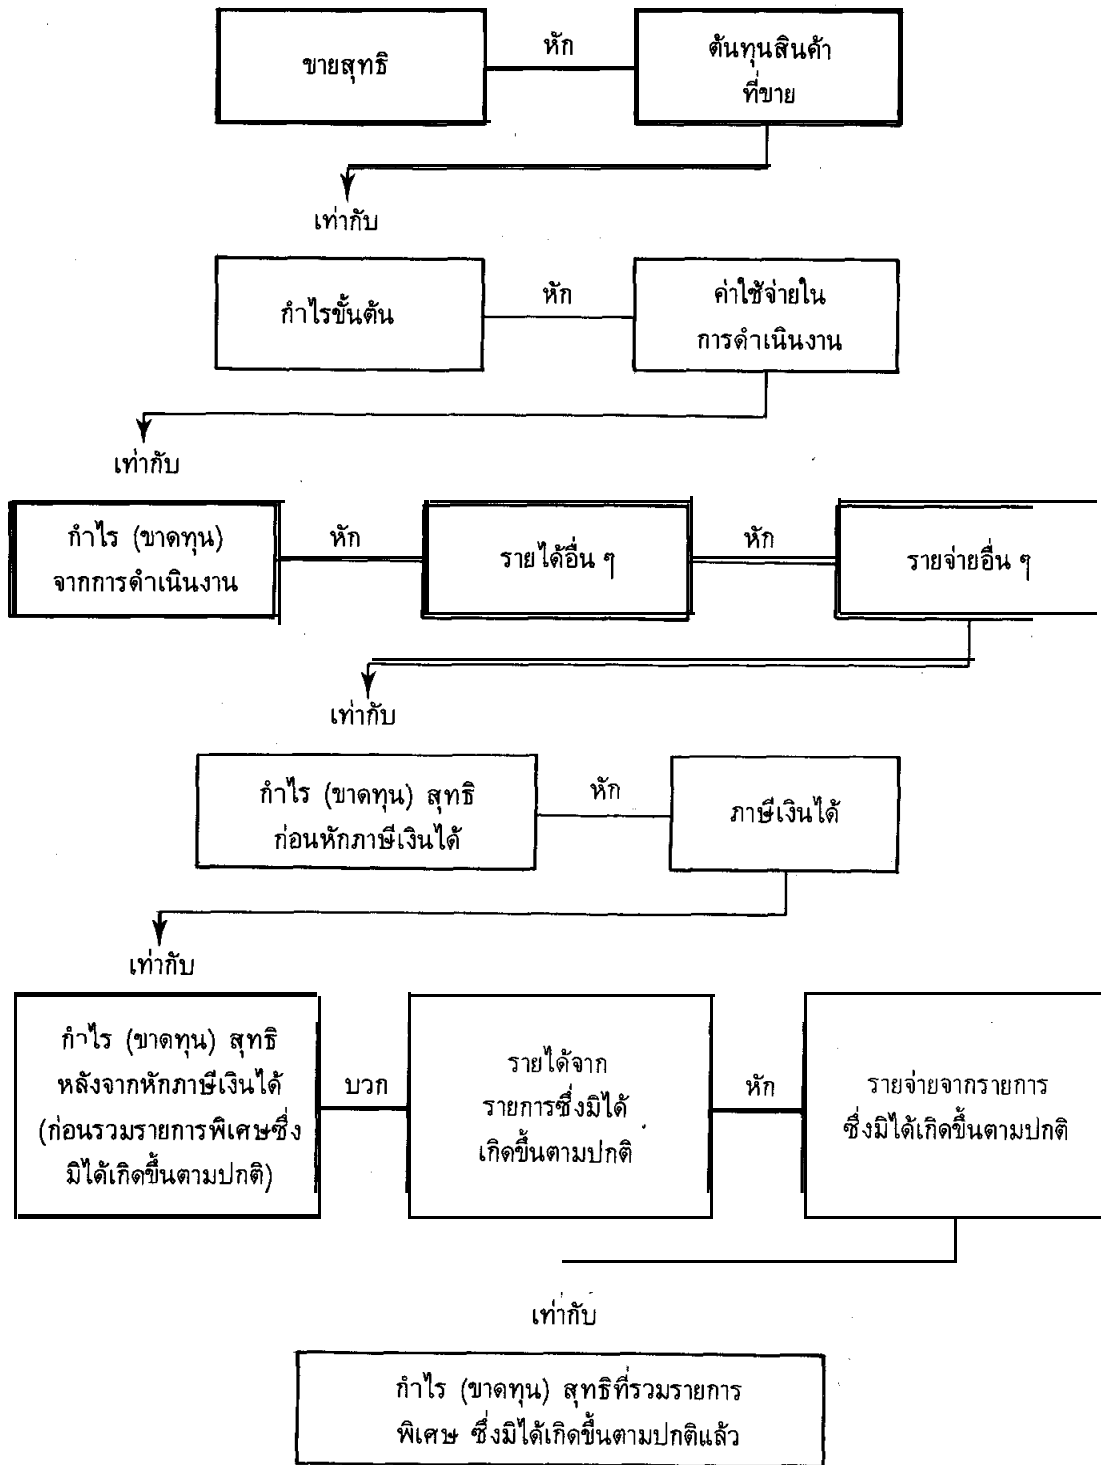 ขายสุทธิ
หัก
ต้นทุนสินค้า
ที่ขาย
เท่ากับ
กำไรขั้นต้น
หัก
ค่าใช้จ่ายใน
การดำเนินงาน
เท่ากับ
กำไร (ขาดทุน)
จากการดำเนินงาน
หัก
รายได้อื่น ๆ
หัก
รายจ่ายอื่น ๆ
เท่ากับ
กำไร (ขาดทุน) สุทธิ
ก่อนหักภาษีเงินได้
หัก
ภาษีเงินได้
เท่ากับ
กำไร (ขาดทุน) สุทธิ
หลังจากหักภาษีเงินได้
(ก่อนรวมรายการพิเศษซึ่ง
มิได้เกิดขึ้นตามปกติ)
บวก
รายได้จาก
รายการซึ่งมิได้
เกิดขึ้นตามปกติ
หัก
รายจ่ายจากรายการ
ซึ่งมิได้เกิดขึ้นตามปกติ
เท่ากับ
กำไร (ขาดทุน) สุทธิที่รวมรายการ
พิเศษ ซึ่งมิได้เกิดขึ้นตามปกติแล้ว